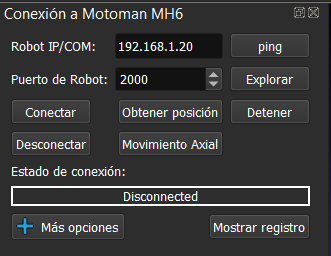 Conexión a Motoman MH6
Robot IP/COM: 192.168.1.20 ping
Puerto de Robot: 2000 Explorar
Conectar Obtener posición Detener
Desconectar Movimiento Axial
Estado de conexión:
Disconnected
Más opciones Mostrar registro